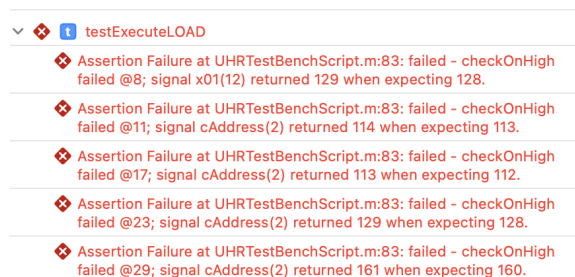 t testExecuteLOAD
Assertion Failure at UHRTestBenchScript.m:83: failed - checkOnHigh
failed @8; signal x01(12) returned 129 when expecting 128.
Assertion Failure at UHRTestBenchScript.m:83: failed - checkOnHigh
failed @11; signal cAddress(2) returned 114 when expecting 113.
Assertion Failure at UHRTestBenchScript.m:83: failed - checkOnHigh
failed @17; signal cAddress(2) returned 113 when expecting 112.
Assertion Failure at UHRTestBenchScript.m:83: failed - checkOnHigh
failed @23; signal cAddress(2) returned 129 when expecting 128.
Assertion Failure at UHRTestBenchScript.m:83: failed - checkOnHigh
failed @29; signal cAddress(2) returned 161 when expecting 160.